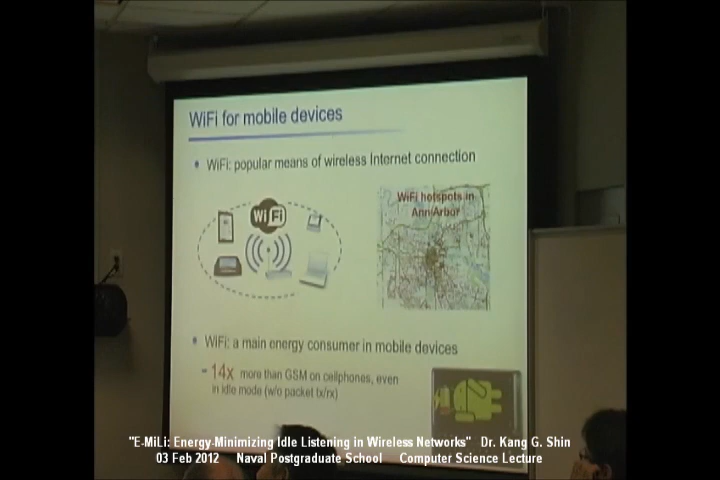 WiFi for mobile devices
WiFi: popular means of wireless Internet connection
WiFi
WiFi hotspots in
Ann Arbor
WiFi: a main energy consumer in mobile devices
- 14x more than GSM on cellphones, even
in idle mode (w/o packet tx/rx)
"E-MiLi: Energy-Minimizing Idle Listening in Wireless Networks" Dr. Kang G. Shin
03 Feb 2012 Naval Postgraduate School Computer Science Lecture